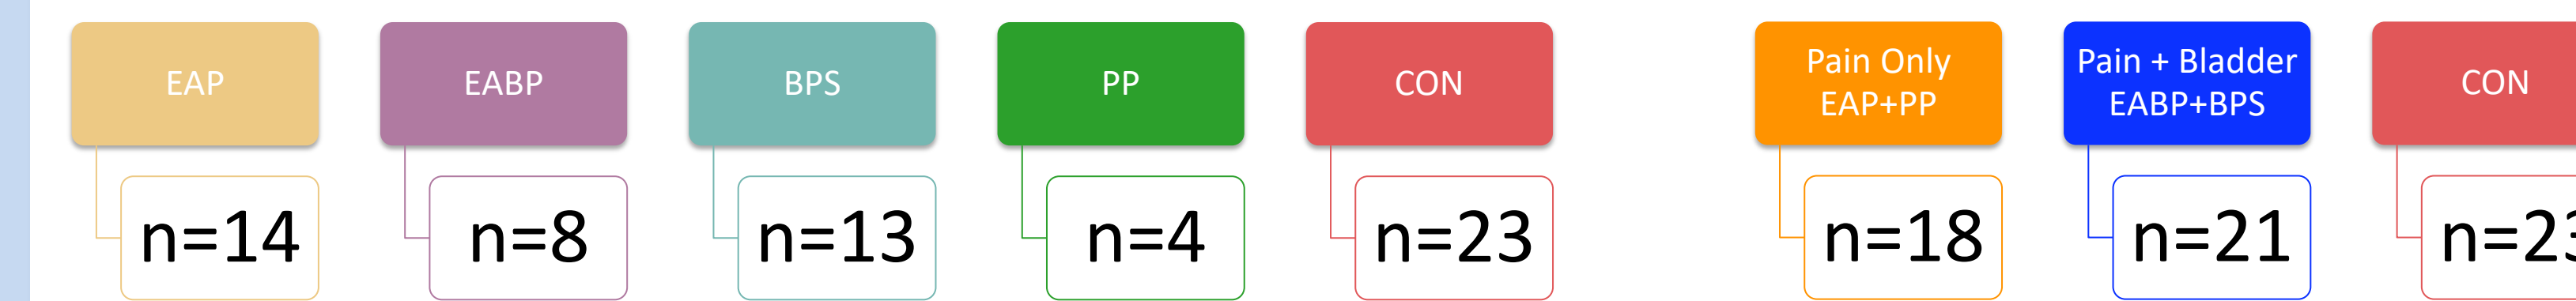 EAP
EABP
BPS
PP
CON
Pain Only
EAP+PP
Pain + Bladder
EABP+BPS
CON
n=14
n=8
n=13
n=4
n=23
n=18
n=21
n=23